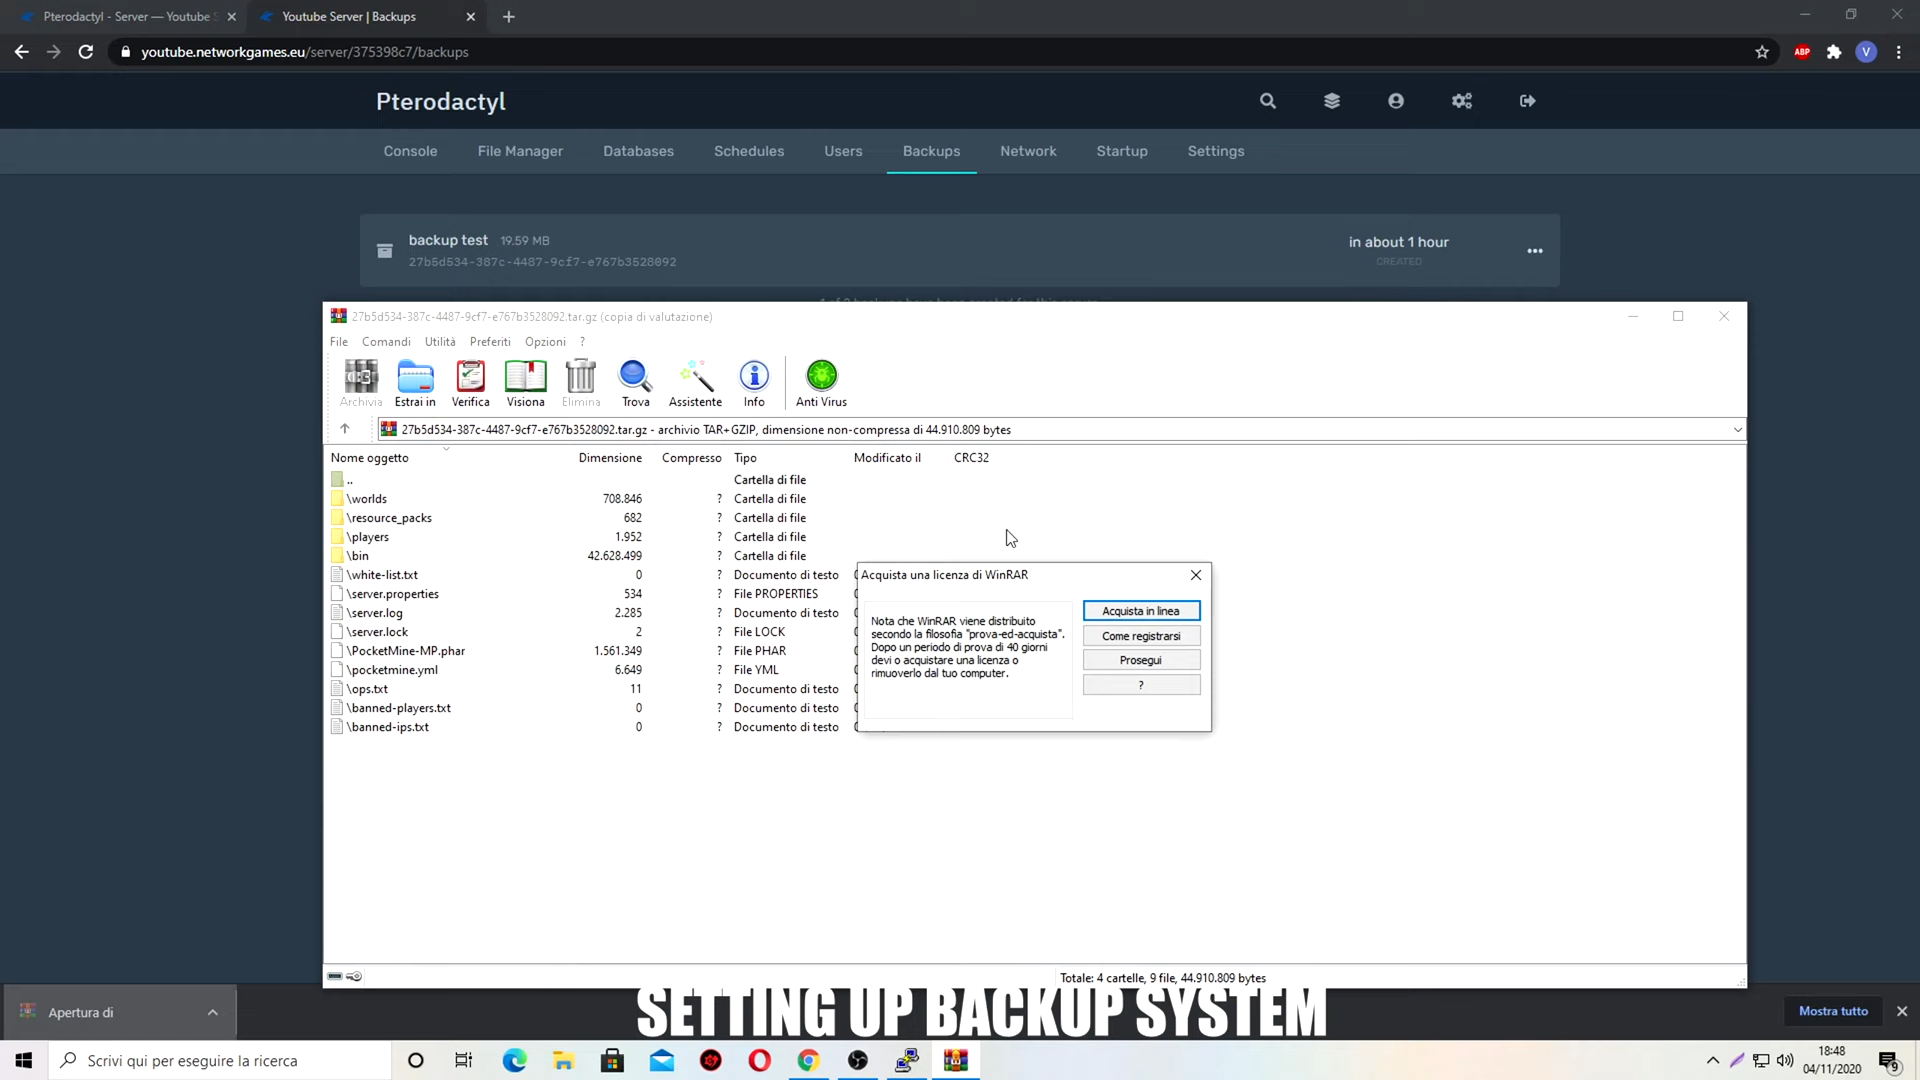 Pterodactyl - Server — Youtube S
Youtube Server | Backups
youtube.networkgames.eu/server/375398c7/backups
ABP
V
Pterodactyl
Console File Manager Databases Schedules Users Backups Network Startup Settings
backup test 19.59 MB
27b5d534-387c-4487-9cf7-e767b3528092
in about 1 hour
CREATED
27b5d534-387c-4487-9cf7-e767b3528092.tar.gz (copia di valutazione)
File Comandi Utilità Preferiti Opzioni ?
Archivia Estrai in Verifica Visiona Elimina Trova Assistente Info Anti Virus
27b5d534-387c-4487-9cf7-e767b3528092.tar.gz - archivio TAR+GZIP, dimensione non-compressa di 44.910.809 bytes
Nome oggetto Dimensione Compresso Tipo Modificato il CRC32
.. Cartella di file
\worlds 708.846 ? Cartella di file
\resource_packs 682 ? Cartella di file
\players 1.952 ? Cartella di file
\bin 42.628.499 ? Cartella di file
\white-list.txt 0 ? Documento di testo
\server.properties 534 ? File PROPERTIES
\server.log 2.285 ? Documento di testo
\server.lock 2 ? File LOCK
\PocketMine-MP.phar 1.561.349 ? File PHAR
\pocketmine.yml 6.649 ? File YML
\ops.txt 11 ? Documento di testo
\banned-players.txt 0 ? Documento di testo
\banned-ips.txt 0 ? Documento di testo
Acquista una licenza di WinRAR
Nota che WinRAR viene distribuito
secondo la filosofia "prova-ed-acquista".
Dopo un periodo di prova di 40 giorni
devi o acquistare una licenza o
rimuoverlo dal tuo computer.
Acquista in linea
Come registrarsi
Prosegui
?
Totale: 4 cartelle, 9 file, 44.910.809 bytes
SETTING UP BACKUP SYSTEM
Apertura di
Mostra tutto
Scrivi qui per eseguire la ricerca
18:48
04/11/2020
9